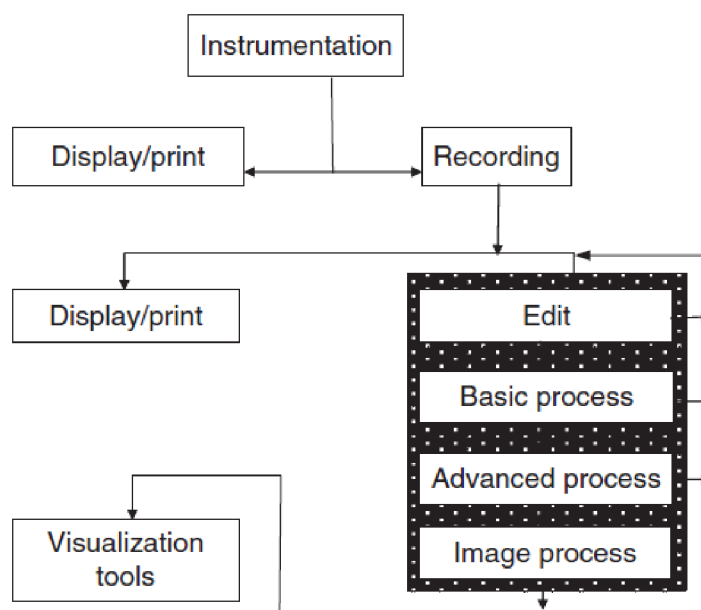 Instrumentation
Display/print
Recording
Display/print
Edit
Basic process
Advanced process
Visualization
tools
Image process